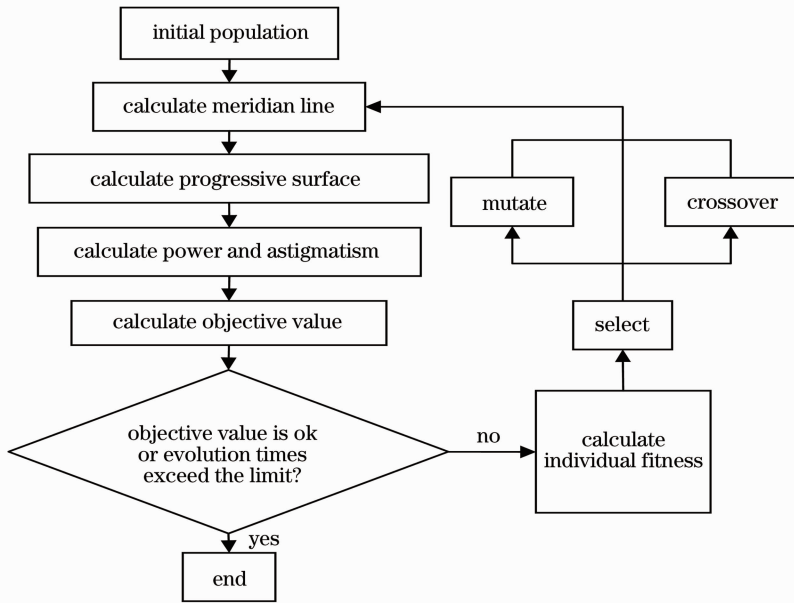 initial population
calculate meridian line
calculate progressive surface
calculate power and astigmatism
calculate objective value
objective value is ok
or evolution times
exceed the limit?
yes
end
no
calculate
individual fitness
select
mutate
crossover